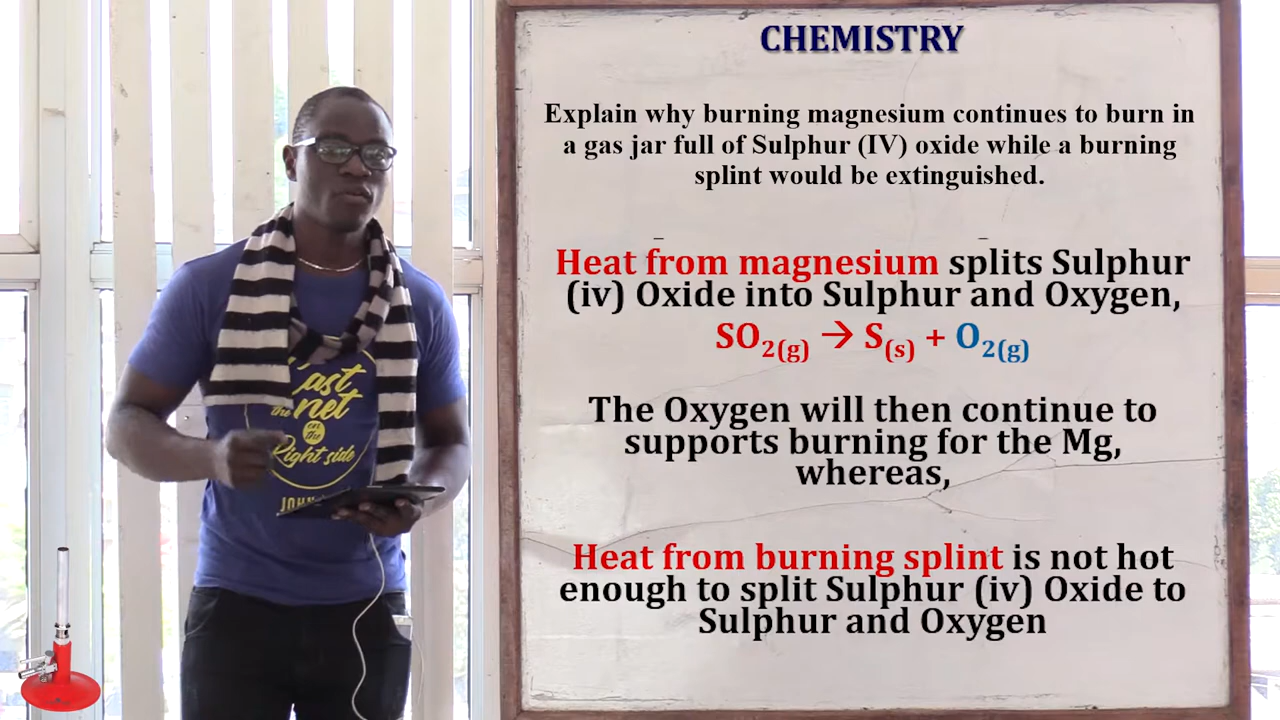 CHEMISTRY
Explain why burning magnesium continues to burn in
a gas jar full of Sulphur (IV) oxide while a burning
splint would be extinguished.
Heat from magnesium splits Sulphur
(iv) Oxide into Sulphur and Oxygen,
SO2(g) → S(s) + O2(g)
The Oxygen will then continue to
supports burning for the Mg,
whereas,
Heat from burning splint is not hot
enough to split Sulphur (iv) Oxide to
Sulphur and Oxygen
net
on
the
Right side